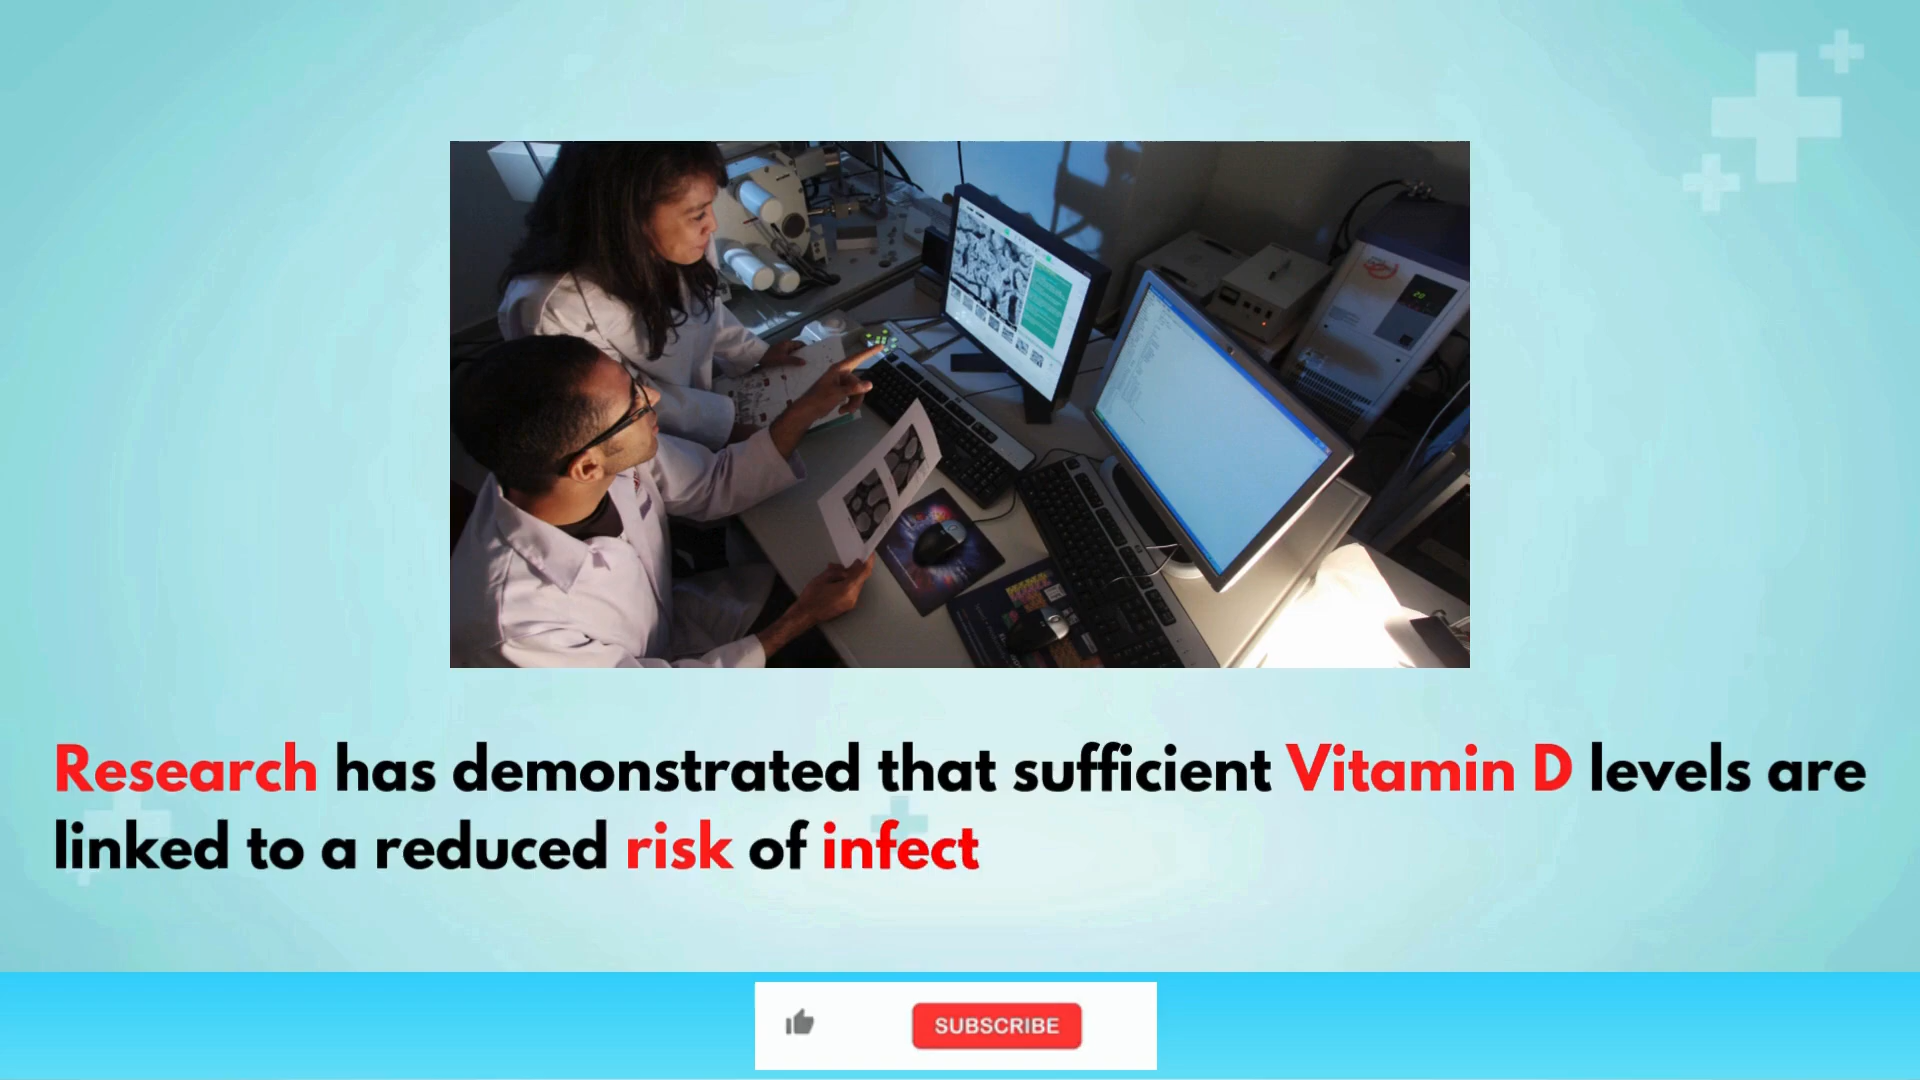 Research has demonstrated that sufficient Vitamin D levels are
linked to a reduced risk of infect
SUBSCRIBE